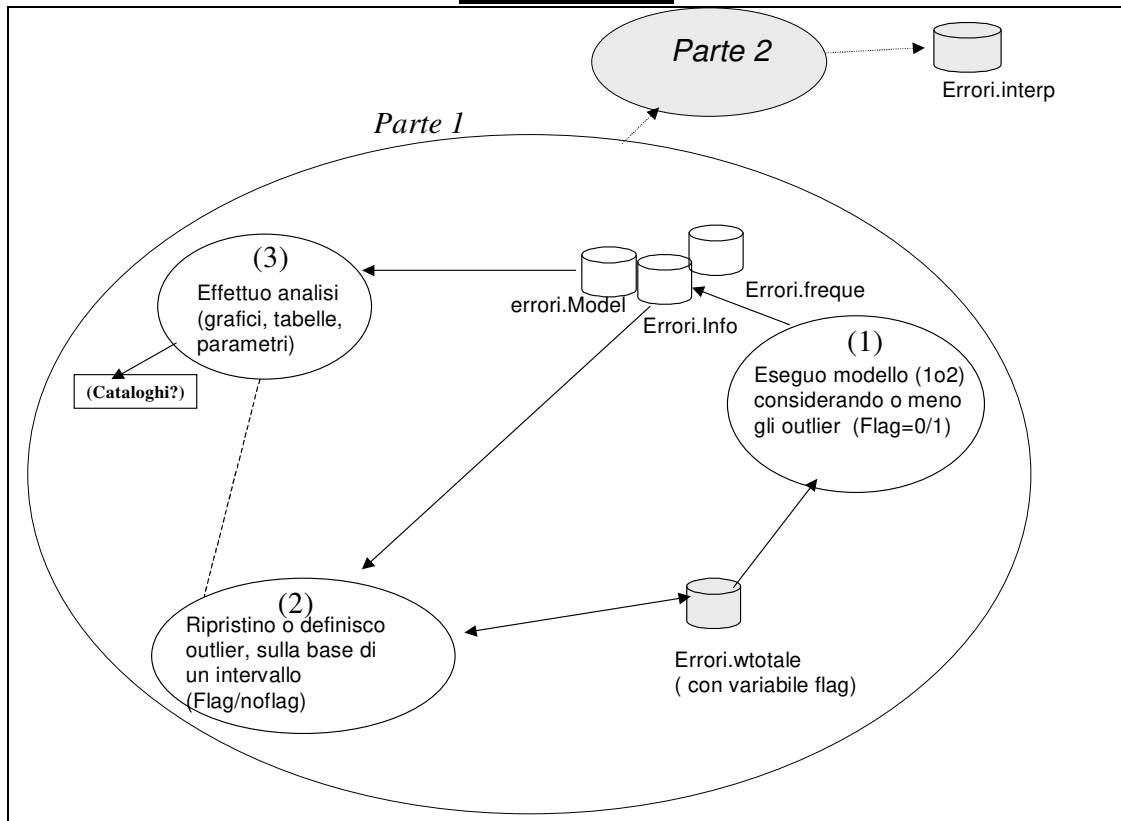 Parte 2
Errori.interp
Parte 1
(3)
Effettuo analisi
(grafici, tabelle,
parametri)
(Cataloghi?)
errori.Model
Errori.Info
Errori.freque
(1)
Eseguo modello (1o2)
considerando o meno
gli outlier (Flag=0/1)
(2)
Ripristino o definisco
outlier, sulla base di
un intervallo
(Flag/noflag)
Errori.wtotale
( con variabile flag)